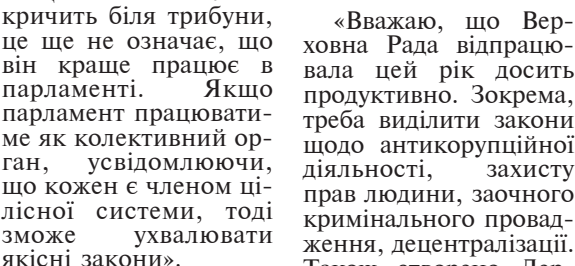 кричить біля трибуни,
це ще не означає, що
він краще працює в
парламенті. Якщо
парламент працювати-
ме як колективний ор-
ган, усвідомлюючи,
що кожен є членом ці-
лісної системи, тоді
зможе ухвалювати
якісні закони».
«Вважаю, що Вер-
ховна Рада відпрацю-
вала цей рік досить
продуктивно. Зокрема,
треба виділити закони
щодо антикорупційної
діяльності, захисту
прав людини, заочного
кримінального провад-
ження, децентралізації.
Також створено Дер-